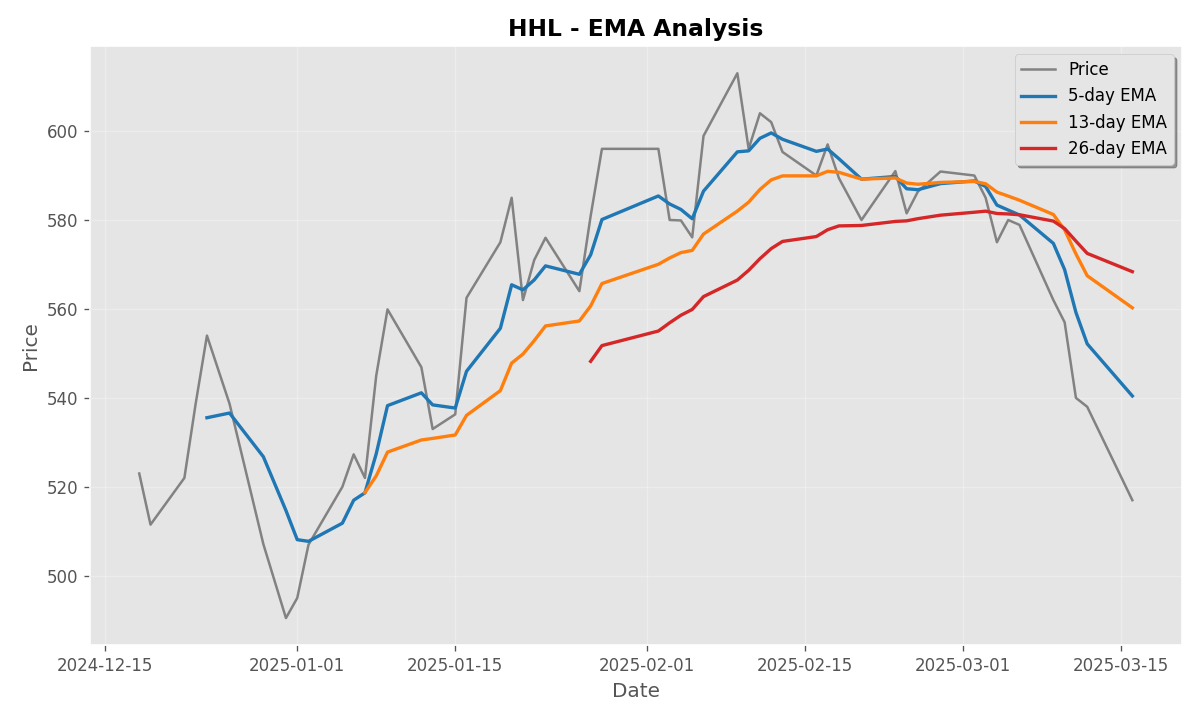 HHL - EMA Analysis
Price
5-day EMA
13-day EMA
26-day EMA
Price
600
580
560
540
520
500
2024-12-15 2025-01-01 2025-01-15 2025-02-01 2025-02-15 2025-03-01 2025-03-15
Date